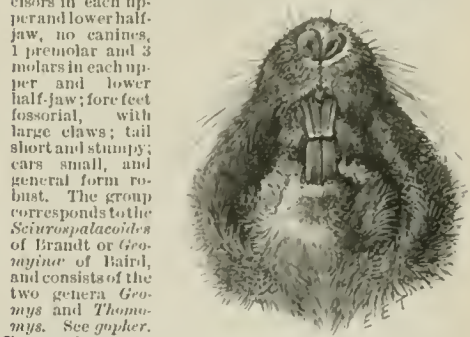 cisors in each up-
per and lower half-
jaw, no canines,
1 premolar and 3
molars in each up-
per and lower
half-jaw; fore feet
fossorial, with
large claws; tail
short and stumpy;
ears small, and
general form ro-
bust. The group
corresponds to the
Sciurospalacoides
of Brandt or Geo-
myinæ of Baird,
and consists of the
two genera Geo-
mys and Thomo-
mys. See gopher.
E E T